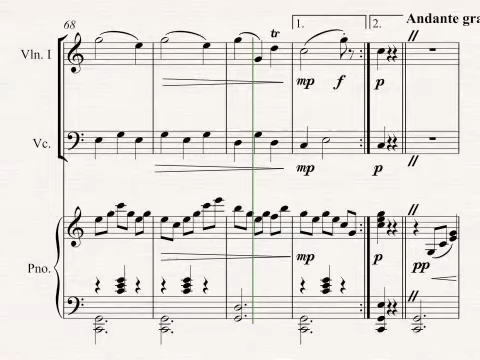 68
1.
2.
Andante gra
Vln. I
tr
mp
f
p
Vc.
mp
p
Pno.
mp
p
pp